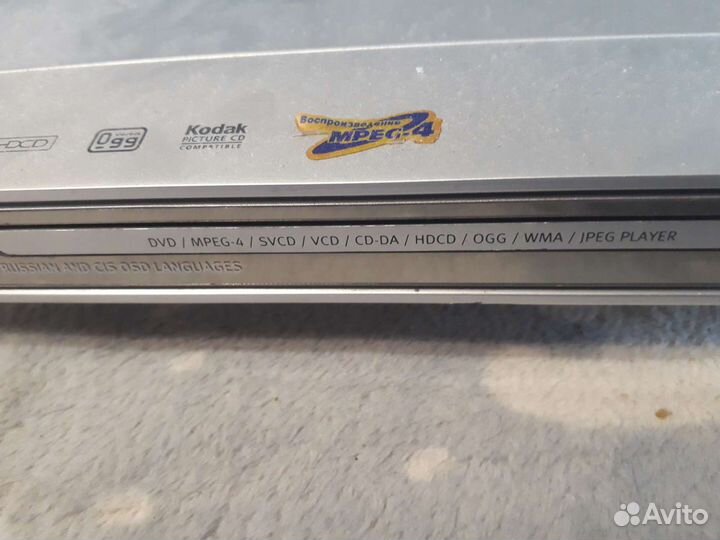 HDCD
Ogg Vorbis
Kodak
PICTURE CD
COMPATIBLE
Воспроизведение
MPEG-4
DVD / MPEG-4 / SVCD / VCD / CD-DA / HDCD / OGG / WMA / JPEG PLAYER
RUSSIAN AND CIS OSD LANGUAGES
Avito